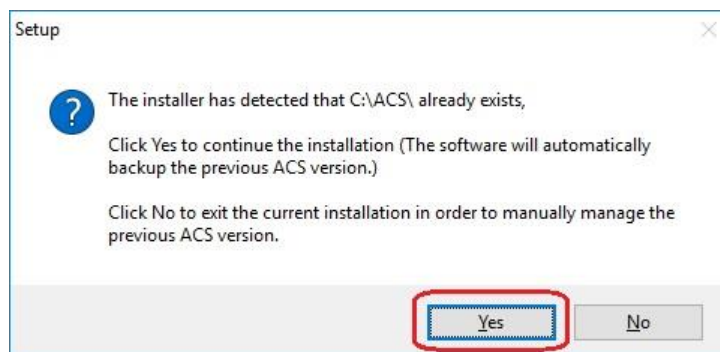 Setup
The installer has detected that C:\ACS\ already exists,
Click Yes to continue the installation (The software will automatically
backup the previous ACS version.)
Click No to exit the current installation in order to manually manage the
previous ACS version.
Yes
No